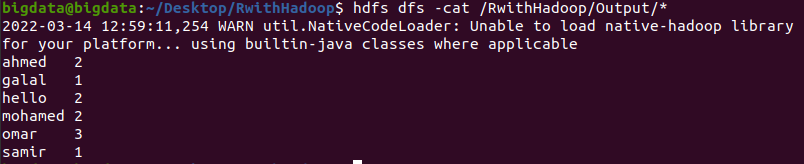 bigdata@bigdata:~/Desktop/RwithHadoop$ hdfs dfs -cat /RwithHadoop/Output/*
2022-03-14 12:59:11,254 WARN util.NativeCodeLoader: Unable to load native-hadoop library
for your platform... using builtin-java classes where applicable
ahmed 2
galal 1
hello 2
mohamed 2
omar 3
samir 1